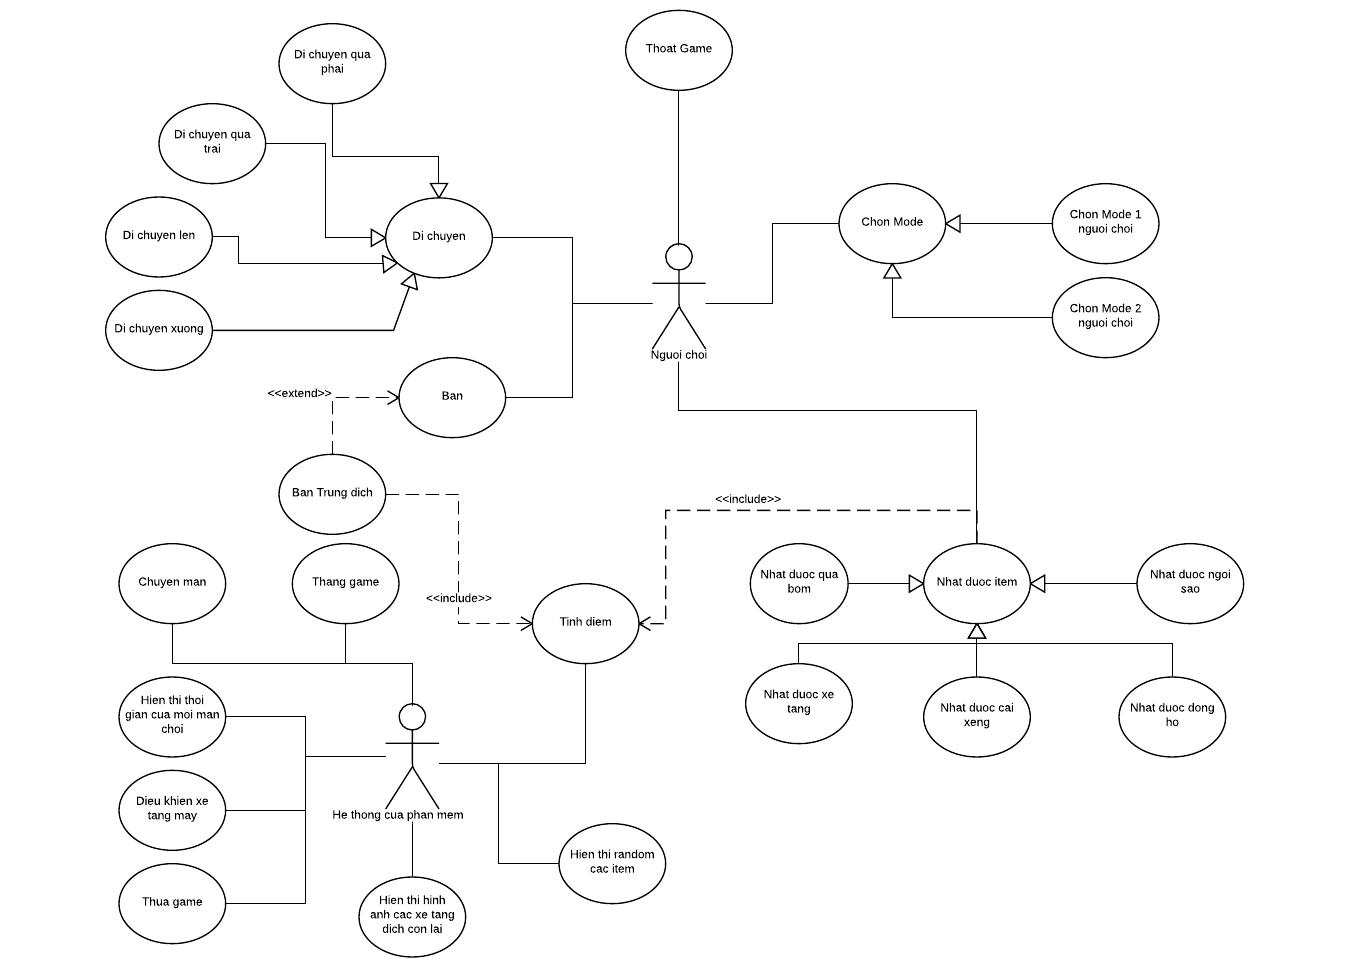 Thoat Game
Di chuyen qua
phai
Di chuyen qua
trai
Di chuyen len
Di chuyen
Chon Mode
Chon Mode 1
nguoi choi
Di chuyen xuong
Chon Mode 2
nguoi choi
Nguoi choi
<<extend>>
Ban
Ban Trung dich
<<include>>
Chuyen man
Thang game
<<include>>
Tinh diem
Nhat duoc qua
bom
Nhat duoc item
Nhat duoc ngoi
sao
Nhat duoc xe
tang
Nhat duoc cai
xeng
Nhat duoc dong
ho
Hien thi thoi
gian cua moi man
choi
Dieu khien xe
tang may
He thong cua phan mem
Hien thi random
cac item
Thua game
Hien thi hinh
anh cac xe tang
dich con lai